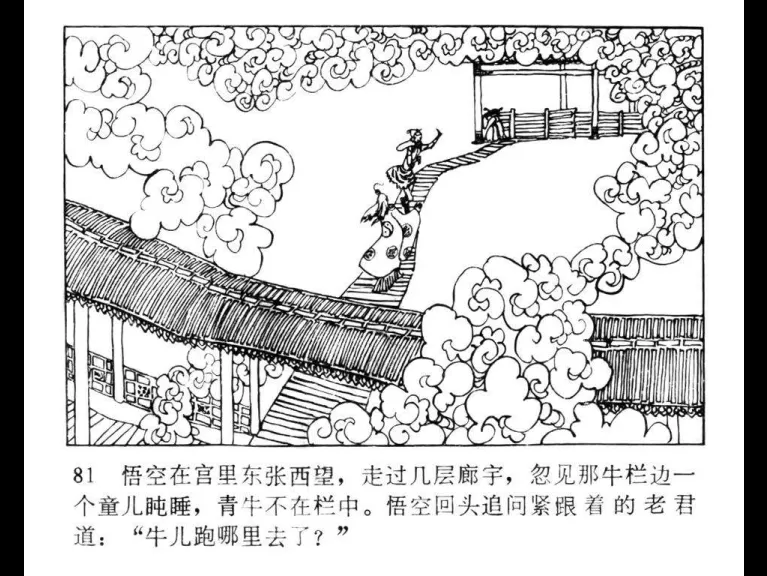 81 悟空在宫里东张西望，走过几层廊宇，忽见那牛栏边一
个童儿盹睡，青牛不在栏中。悟空回头追问紧跟着的老君
道：“牛儿跑哪里去了？”